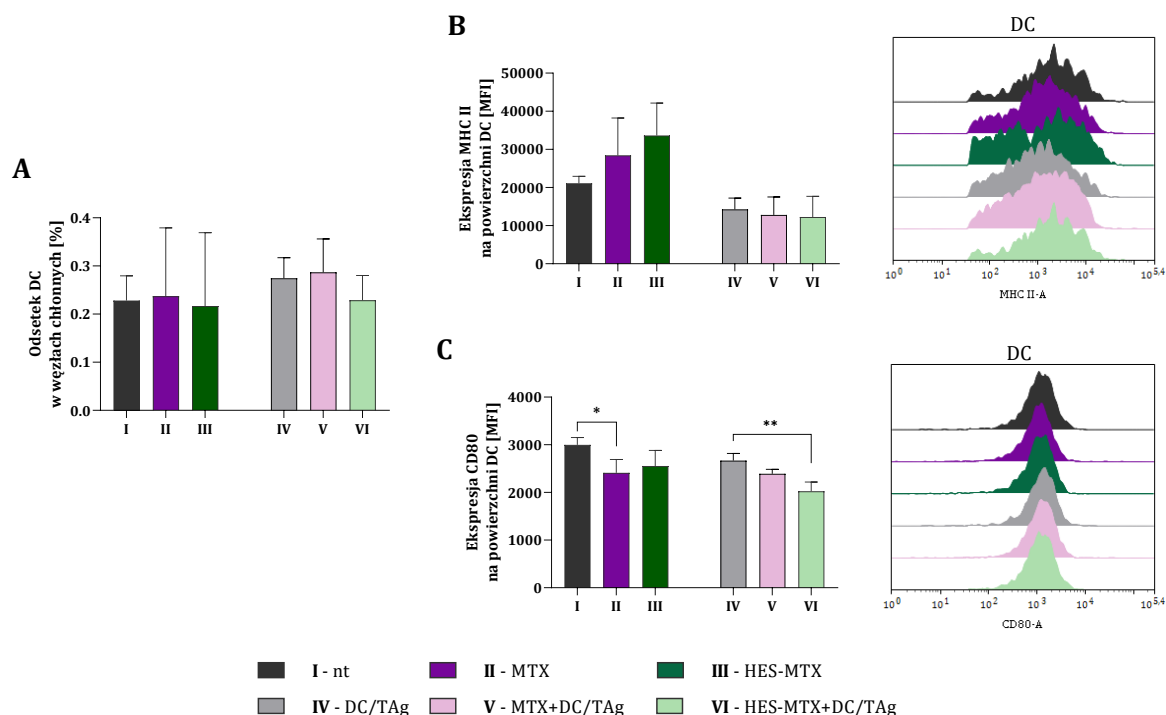 A
Odsetek DC
w węzłach chłonnych [%]
0.4
0.3
0.2
0.1
0.0
I II III IV V VI
B
Ekspresja MHC II
na powierzchni DC [MFI]
50000
40000
30000
20000
10000
0
I II III IV V VI
DC
10⁰ 10¹ 10² 10³ 10⁴ 10⁵,⁴
MHC II-A
C
Ekspresja CD80
na powierzchni DC [MFI]
4000
3000
2000
1000
0
* **
I II III IV V VI
DC
10⁰ 10¹ 10² 10³ 10⁴ 10⁵,⁴
CD80-A
I - nt II - MTX III - HES-MTX
IV - DC/TAg V - MTX+DC/TAg VI - HES-MTX+DC/TAg